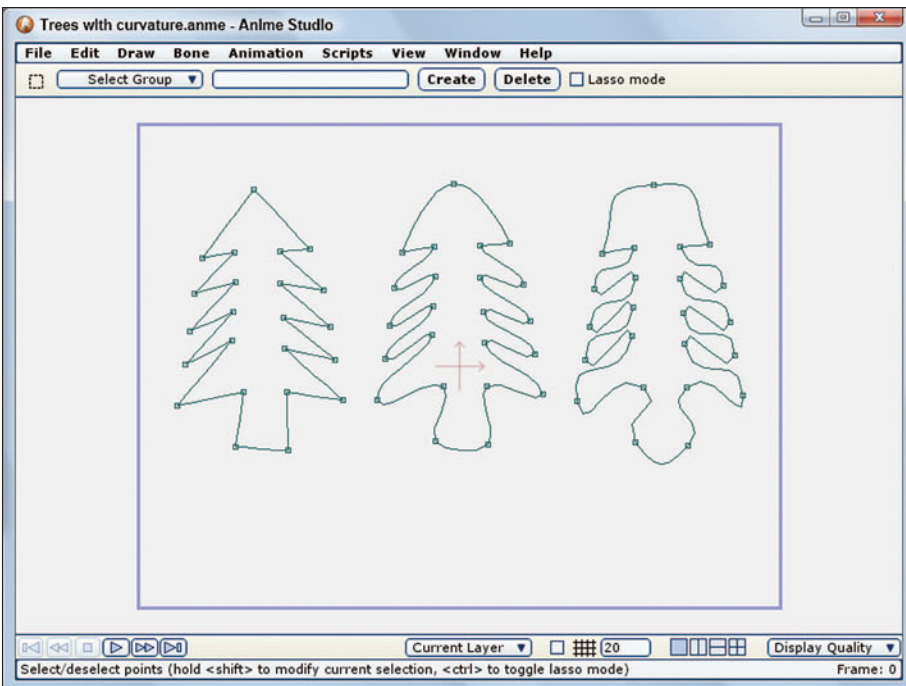 Trees with curvature.anme - Anime Studio
File Edit Draw Bone Animation Scripts View Window Help
Select Group Create Delete Lasso mode
Current Layer 20 Display Quality
Select/deselect points (hold <shift> to modify current selection, <ctrl> to toggle lasso mode) Frame: 0